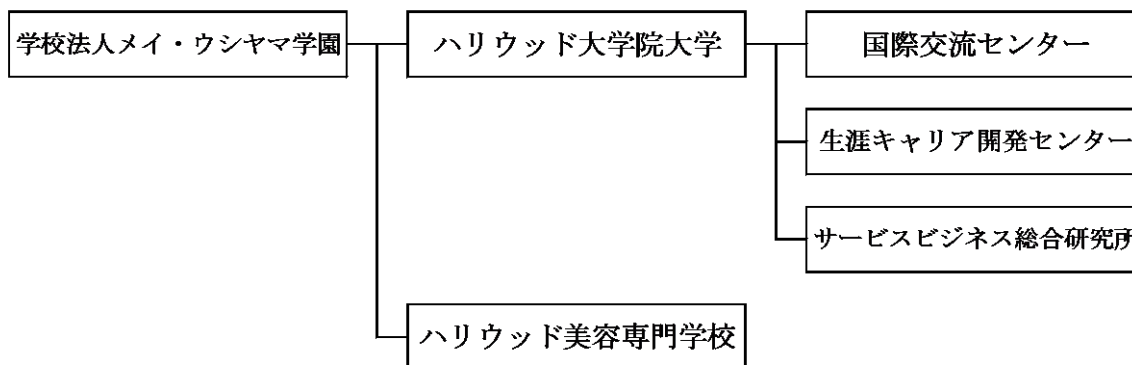 学校法人メイ・ウシヤマ学園
ハリウッド大学院大学
国際交流センター
生涯キャリア開発センター
サービスビジネス総合研究所
ハリウッド美容専門学校